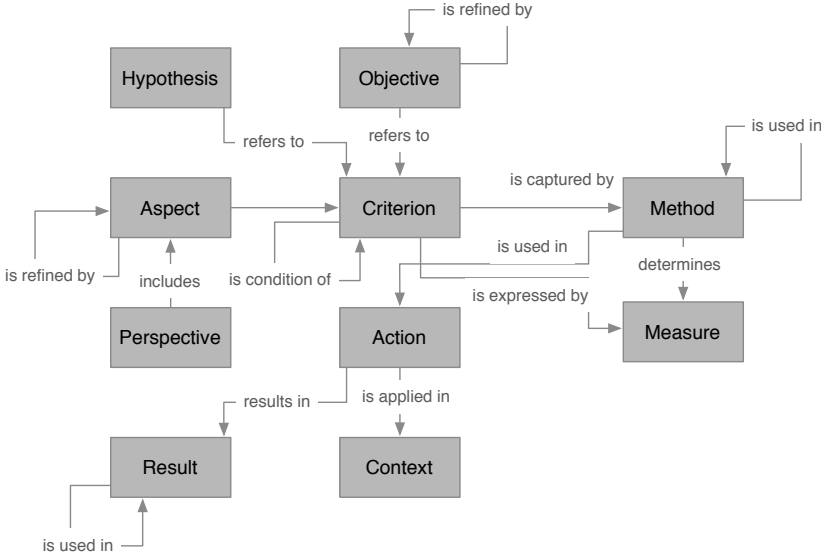 is refined by
Hypothesis
Objective
is used in
refers to
refers to
is captured by
Aspect
Criterion
Method
is used in
determines
is refined by
includes
is condition of
is expressed by
Perspective
Action
Measure
results in
is applied in
Result
Context
is used in